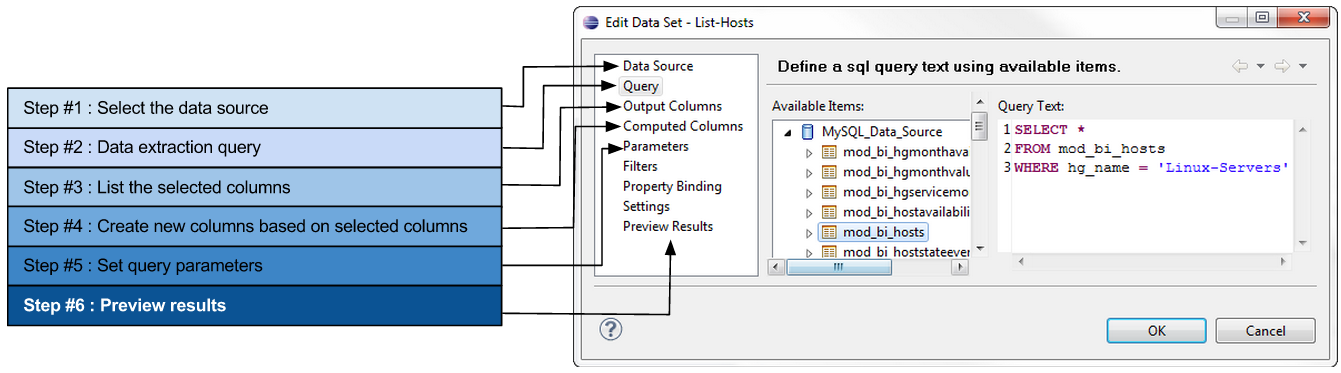 Edit Data Set - List-Hosts
Step #1 : Select the data source
Step #2 : Data extraction query
Step #3 : List the selected columns
Step #4 : Create new columns based on selected columns
Step #5 : Set query parameters
Step #6 : Preview results
Data Source
Query
Output Columns
Computed Columns
Parameters
Filters
Property Binding
Settings
Preview Results
Define a sql query text using available items.
Available Items:
MySQL_Data_Source
mod_bi_hgmonthava
mod_bi_hgmonthvalu
mod_bi_hgservicemo
mod_bi_hostavailabili
mod_bi_hosts
mod_bi_hoststateever
Query Text:
1 SELECT *
2 FROM mod_bi_hosts
3 WHERE hg_name = 'Linux-Servers'
?
OK
Cancel